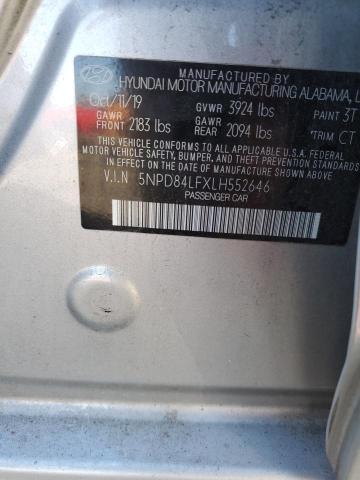 MANUFACTURED BY
HYUNDAI MOTOR MANUFACTURING ALABAMA, L
Oct/11/19 GVWR 3924 lbs PAINT 3T
GAWR FRONT 2183 lbs GAWR REAR 2094 lbs TRIM CT
THIS VEHICLE CONFORMS TO ALL APPLICABLE U.S. FEDERAL
MOTOR VEHICLE SAFETY, BUMPER, AND THEFT PREVENTION STANDARDS
IN EFFECT ON THE DATE OF MANUFACTURE SHOWN ABOVE.
V.I.N 5NPD84LFXLH552646
PASSENGER CAR